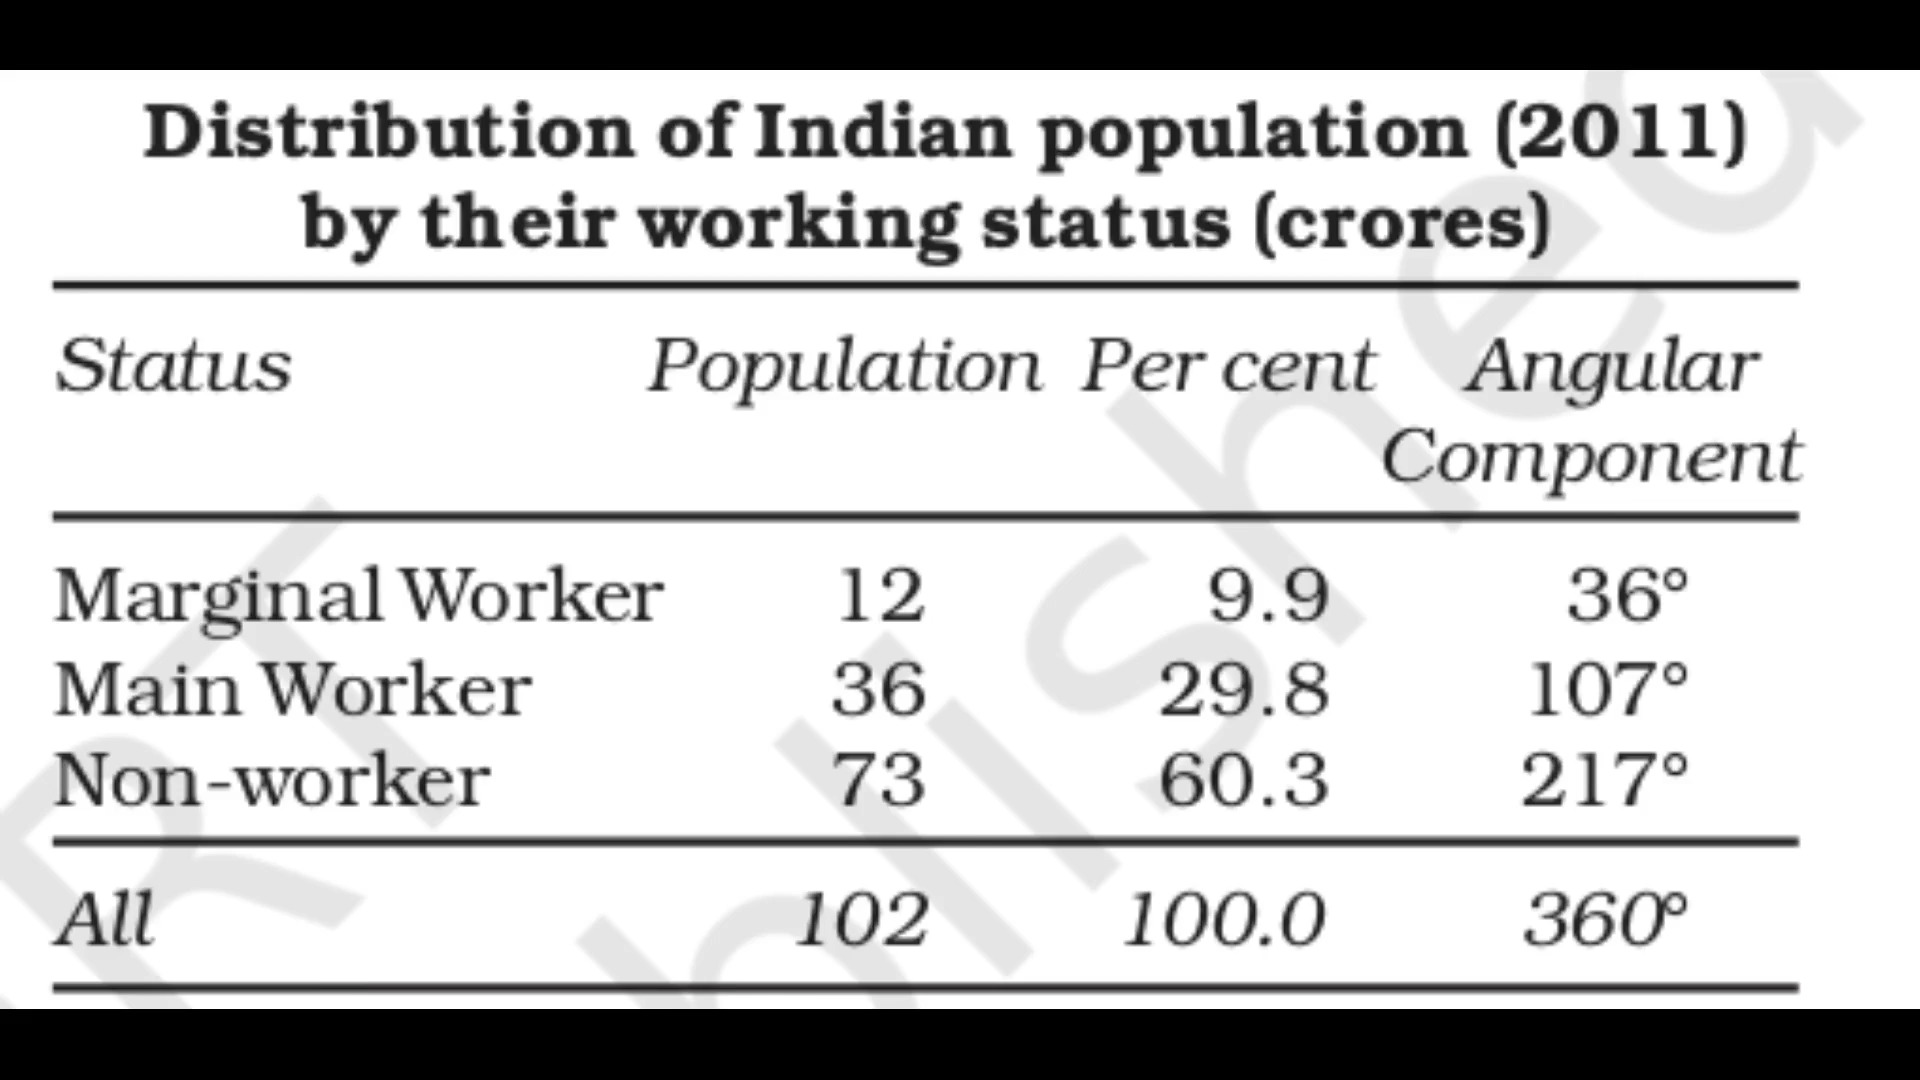 Distribution of Indian population (2011)
by their working status (crores)
Status Population Per cent Angular
Component
Marginal Worker 12 9.9 36°
Main Worker 36 29.8 107°
Non-worker 73 60.3 217°
All 102 100.0 360°